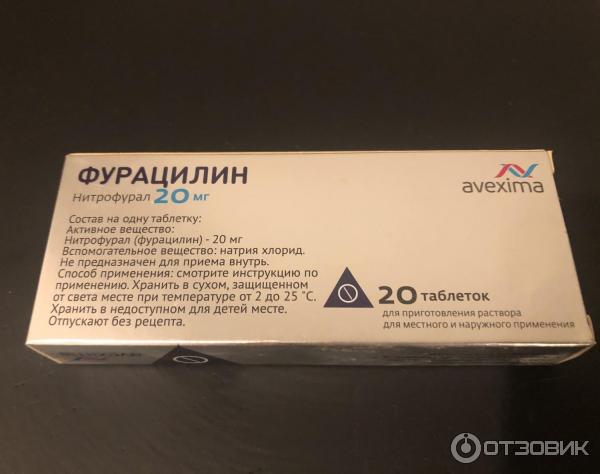 ФУРАЦИЛИН
Нитрофурал 20 мг
avexima
Состав на одну таблетку:
Активное вещество:
Нитрофурал (фурацилин) - 20 мг
Вспомогательное вещество: натрия хлорид.
Не предназначен для приема внутрь.
Способ применения: смотрите инструкцию по
применению. Хранить в сухом, защищенном
от света месте при температуре от 2 до 25 °С.
Хранить в недоступном для детей месте.
Отпускают без рецепта.
20 таблеток
для приготовления раствора
для местного и наружного применения
ОТЗОВИК